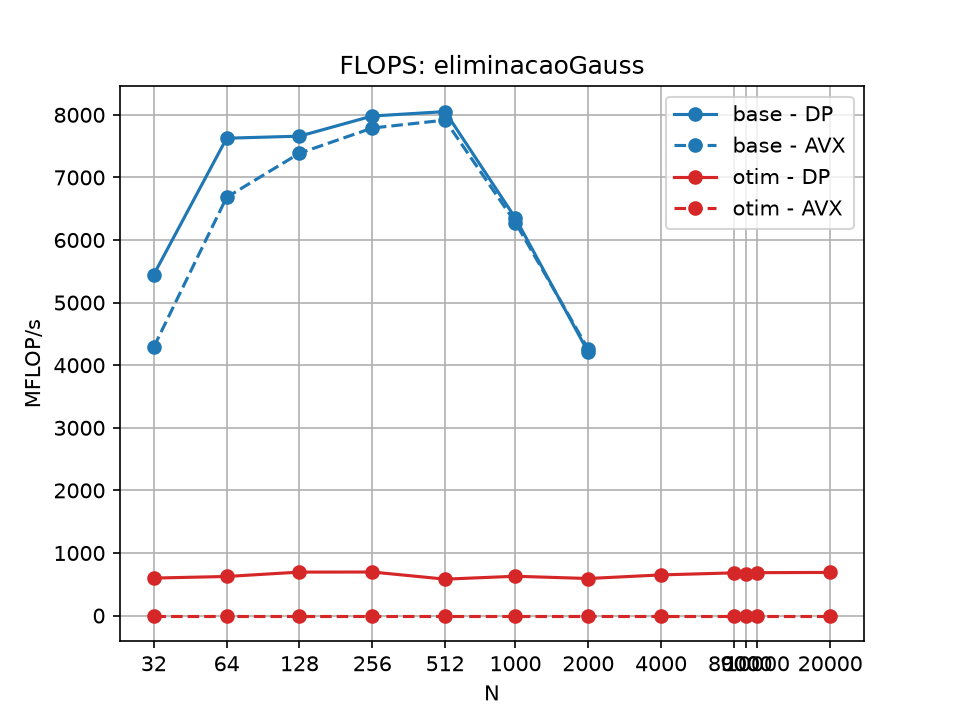 FLOPS: eliminacaoGauss
base - DP
base - AVX
otim - DP
otim - AVX
MFLOP/s
8000
7000
6000
5000
4000
3000
2000
1000
0
32 64 128 256 512 1000 2000 4000 20000
N